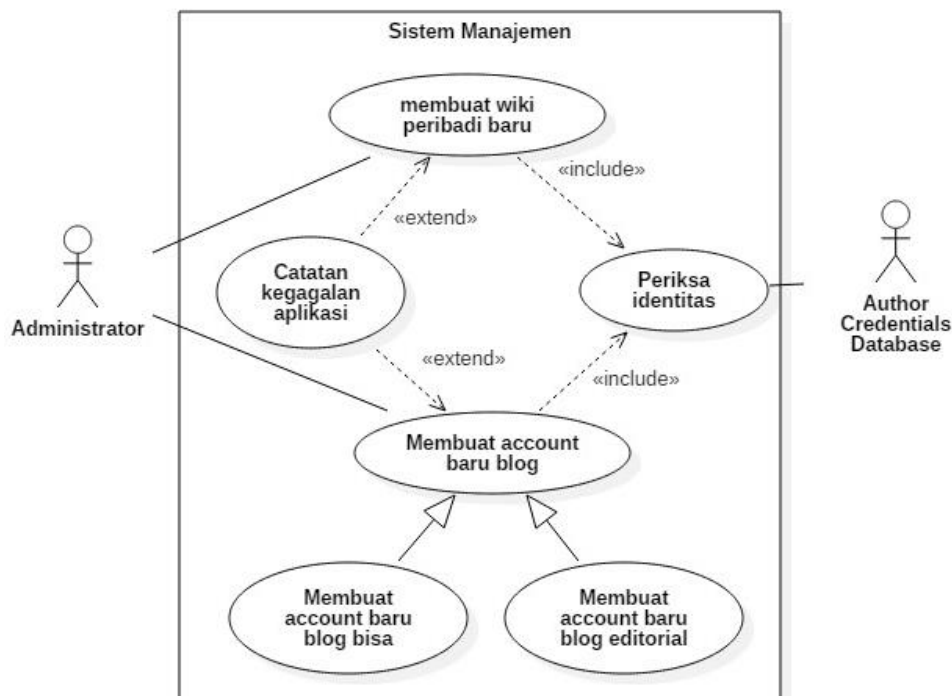 Sistem Manajemen
membuat wiki
peribadi baru
«include»
«extend»
Catatan
kegagalan
aplikasi
Periksa
identitas
Administrator
Author
Credentials
Database
«extend»
«include»
Membuat account
baru blog
Membuat
account baru
blog bisa
Membuat
account baru
blog editorial